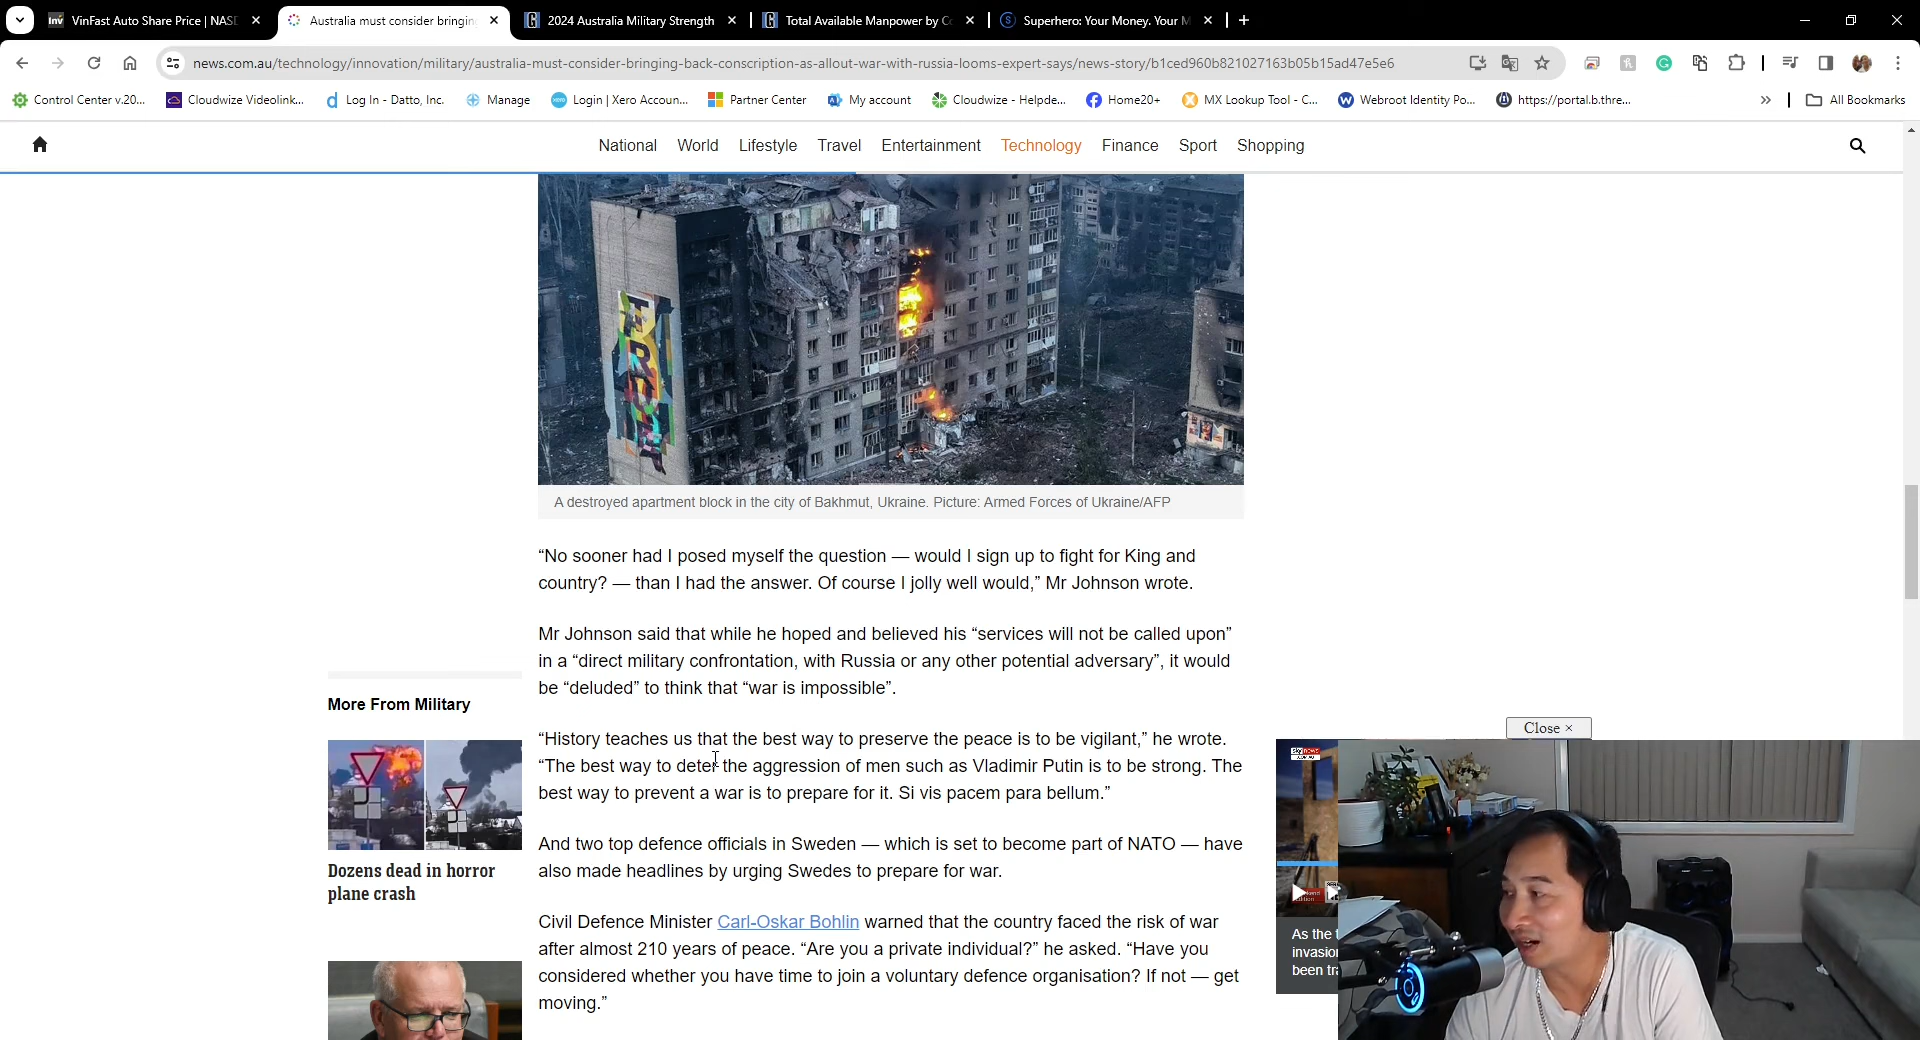 VinFast Auto Share Price | NASD
Australia must consider bringing
2024 Australia Military Strength
Total Available Manpower by Co
Superhero: Your Money. Your M
news.com.au/technology/innovation/military/australia-must-consider-bringing-back-conscription-as-allout-war-with-russia-looms-expert-says/news-story/b1ced960b821027163b05b15ad47e5e6
Control Center v.20...
Cloudwize Videolink...
Log In - Datto, Inc.
Manage
Login | Xero Accoun...
Partner Center
My account
Cloudwize - Helpde...
Home20+
MX Lookup Tool - C...
Webroot Identity Po...
https://portal.b.thre...
All Bookmarks
National World Lifestyle Travel Entertainment Technology Finance Sport Shopping
A destroyed apartment block in the city of Bakhmut, Ukraine. Picture: Armed Forces of Ukraine/AFP
“No sooner had I posed myself the question — would I sign up to fight for King and
country? — than I had the answer. Of course I jolly well would,” Mr Johnson wrote.
Mr Johnson said that while he hoped and believed his “services will not be called upon”
in a “direct military confrontation, with Russia or any other potential adversary”, it would
be “deluded” to think that “war is impossible”.
“History teaches us that the best way to preserve the peace is to be vigilant,” he wrote.
“The best way to deter the aggression of men such as Vladimir Putin is to be strong. The
best way to prevent a war is to prepare for it. Si vis pacem para bellum.”
And two top defence officials in Sweden — which is set to become part of NATO — have
also made headlines by urging Swedes to prepare for war.
Civil Defence Minister Carl-Oskar Bohlin warned that the country faced the risk of war
after almost 210 years of peace. “Are you a private individual?” he asked. “Have you
considered whether you have time to join a voluntary defence organisation? If not — get
moving.”
More From Military
Dozens dead in horror
plane crash
Close ×
sky news
As the
invasio
been tra